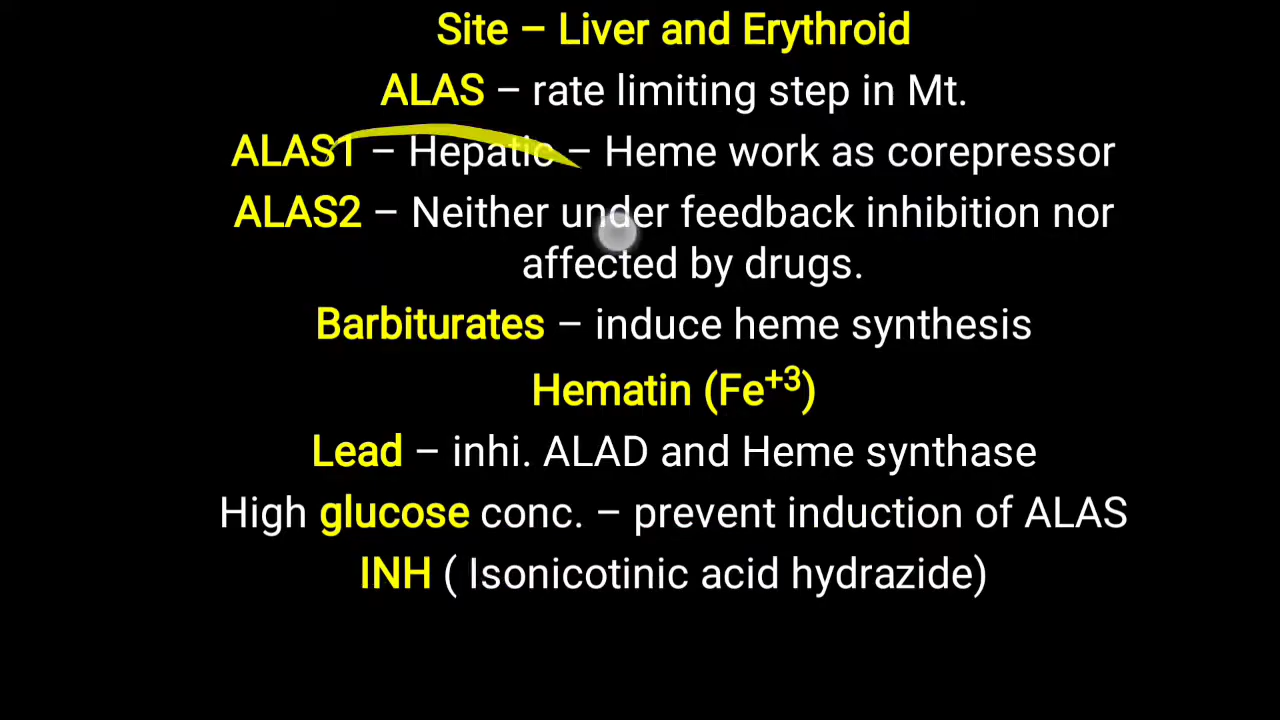 Site – Liver and Erythroid
ALAS – rate limiting step in Mt.
ALAS1 – Hepatic – Heme work as corepressor
ALAS2 – Neither under feedback inhibition nor
affected by drugs.
Barbiturates – induce heme synthesis
Hematin (Fe⁺³)
Lead – inhi. ALAD and Heme synthase
High glucose conc. – prevent induction of ALAS
INH ( Isonicotinic acid hydrazide)